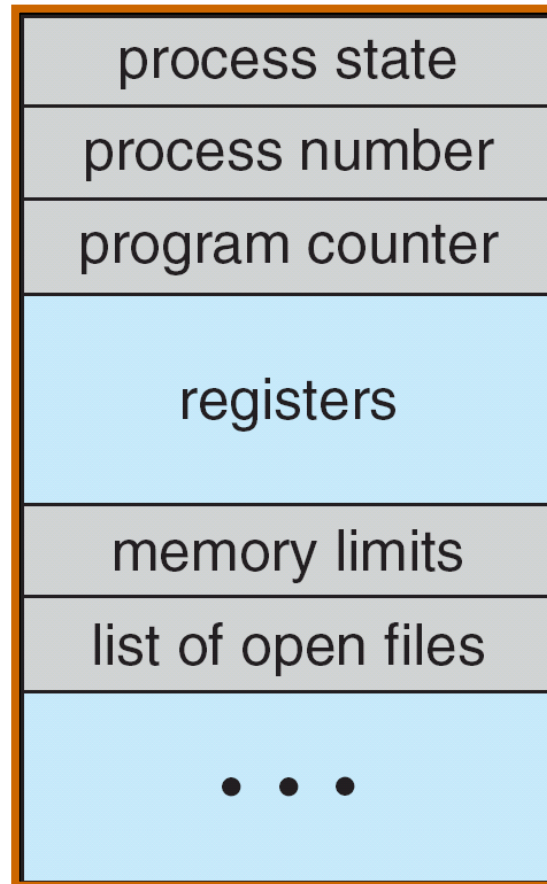 process state
process number
program counter
registers
memory limits
list of open files
• • •